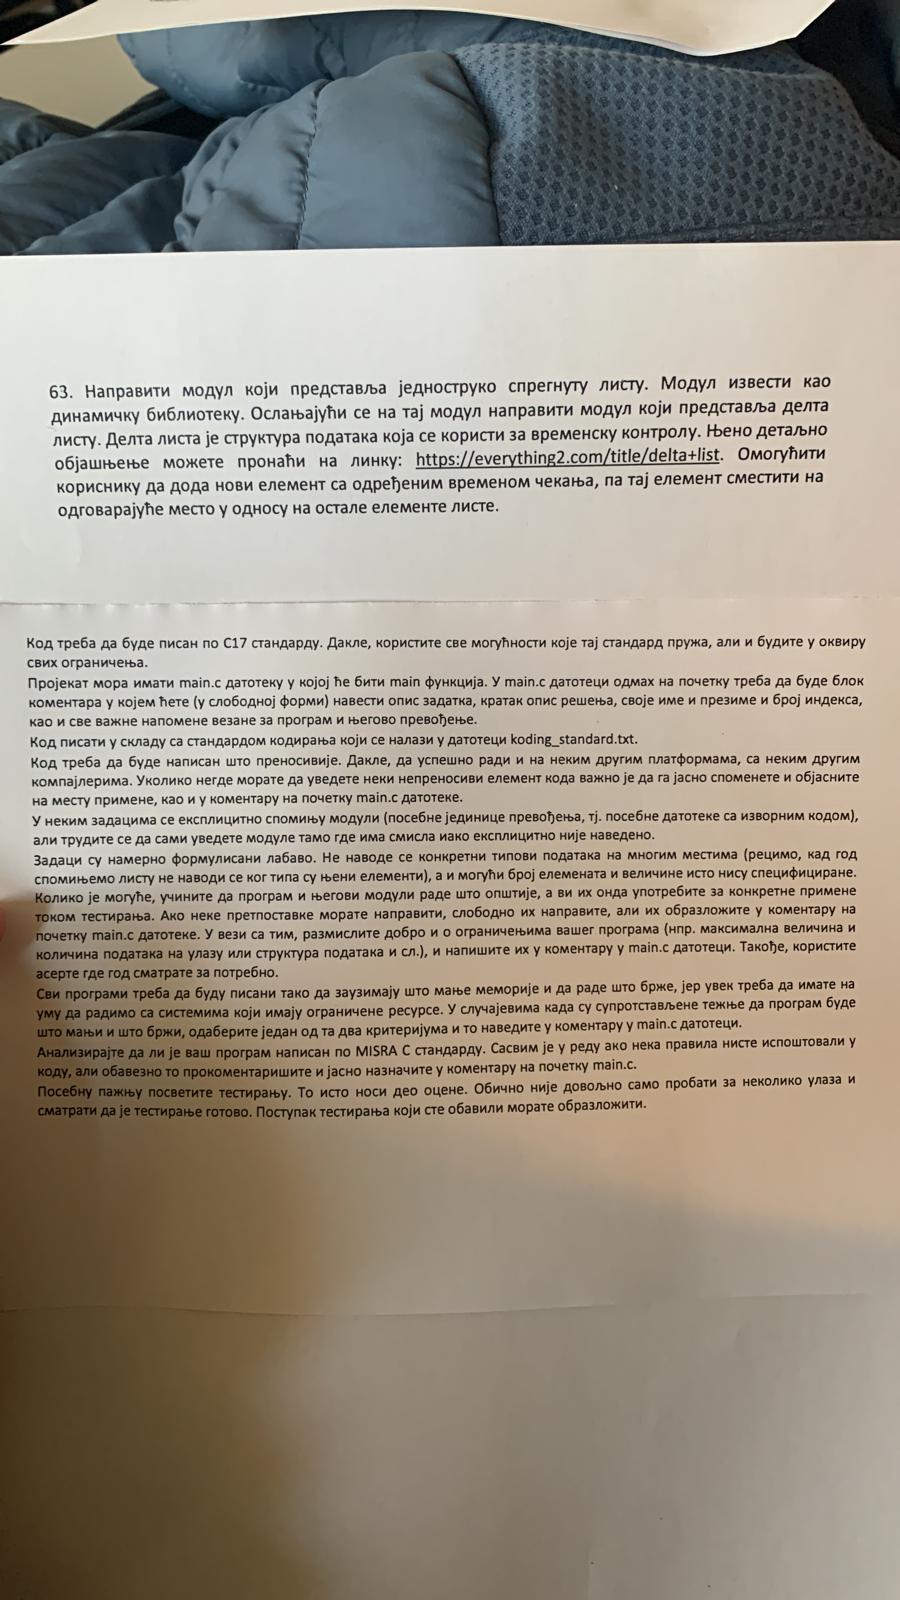 63. Направити модул који представља једноструко спрегнуту листу. Модул извести као
динамичку библиотеку. Ослањајући се на тај модул направити модул који представља делта
листу. Делта листа је структура података која се користи за временску контролу. Њено детаљно
објашњење можете пронаћи на линку: https://everything2.com/title/delta+list. Омогућити
кориснику да дода нови елемент са одређеним временом чекања, па тај елемент сместити на
одговарајуће место у односу на остале елементе листе.
Код треба да буде писан по C17 стандарду. Дакле, користите све могућности које тај стандард пружа, али и будите у оквиру
свих ограничења.
Пројекат мора имати main.c датотеку у којој ће бити main функција. У main.c датотеци одмах на почетку треба да буде блок
коментара у којем ћете (у слободној форми) навести опис задатка, кратак опис решења, своје име и презиме и број индекса,
као и све важне напомене везане за програм и његово превођење.
Код писати у складу са стандардом кодирања који се налази у датотеци koding_standard.txt.
Код треба да буде написан што преносивије. Дакле, да успешно ради и на неким другим платформама, са неким другим
компајлерима. Уколико негде морате да уведете неки непреносиви елемент кода важно је да га јасно споменете и објасните
на месту примене, као и у коментару на почетку main.c датотеке.
У неким задацима се експлицитно спомињу модули (посебне јединице превођења, тј. посебне датотеке са изворним кодом),
али трудите се да сами уведете модуле тамо где има смисла иако експлицитно није наведено.
Задаци су намерно формулисани лабаво. Не наводе се конкретни типови података на многим местима (рецимо, кад год
спомињемо листу не наводи се ког типа су њени елементи), а и могући број елемената и величине исто нису специфициране.
Колико је могуће, учините да програм и његови модули раде што општије, а ви их онда употребите за конкретне примене
током тестирања. Ако неке претпоставке морате направити, слободно их направите, али их образложите у коментару на
почетку main.c датотеке. У вези са тим, размислите добро и о ограничењима вашег програма (нпр. максимална величина и
количина података на улазу или структура података и сл.), и напишите их у коментару у main.c датотеци. Такође, користите
асерте где год сматрате за потребно.
Сви програми треба да буду писани тако да заузимају што мање меморије и да раде што брже, јер увек треба да имате на
уму да радимо са системима који имају ограничене ресурсе. У случајевима када су супротстављене тежње да програм буде
што мањи и што бржи, одаберите један од та два критеријума и то наведите у коментару у main.c датотеци.
Анализирајте да ли је ваш програм написан по MISRA C стандарду. Сасвим је у реду ако нека правила нисте испоштовали у
коду, али обавезно то прокоментаришите и јасно назначите у коментару на почетку main.c.
Посебну пажњу посветите тестирању. То исто носи део оцене. Обично није довољно само пробати за неколико улаза и
сматрати да је тестирање готово. Поступак тестирања који сте обавили морате образложити.